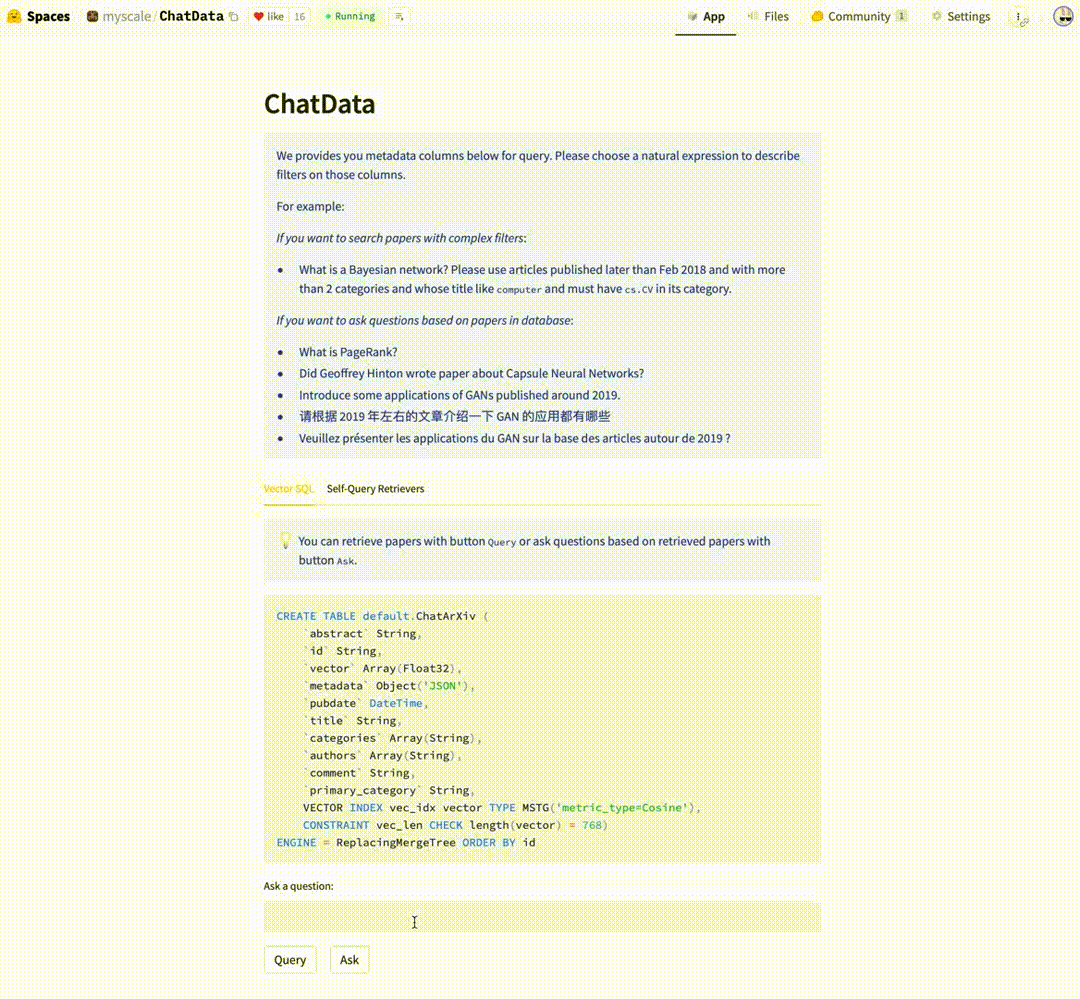 Spaces myscale/ChatData like 16 Running App Files Community 1 Settings
ChatData
We provides you metadata columns below for query. Please choose a natural expression to describe
filters on those columns.
For example:
If you want to search papers with complex filters:
• What is a Bayesian network? Please use articles published later than Feb 2018 and with more
than 2 categories and whose title like computer and must have cs.CV in its category.
If you want to ask questions based on papers in database:
• What is PageRank?
• Did Geoffrey Hinton wrote paper about Capsule Neural Networks?
• Introduce some applications of GANs published around 2019.
• 请根据 2019 年左右的文章介绍一下 GAN 的应用都有哪些
• Veuillez présenter les applications du GAN sur la base des articles autour de 2019 ?
Vector SQL Self-Query Retrievers
You can retrieve papers with button Query or ask questions based on retrieved papers with
button Ask.
CREATE TABLE default.ChatArXiv (
`abstract` String,
`id` String,
`vector` Array(Float32),
`metadata` Object('JSON'),
`pubdate` DateTime,
`title` String,
`categories` Array(String),
`authors` Array(String),
`comment` String,
`primary_category` String,
VECTOR INDEX vec_idx vector TYPE MSTG('metric_type=Cosine'),
CONSTRAINT vec_len CHECK length(vector) = 768)
ENGINE = ReplacingMergeTree ORDER BY id
Ask a question:
Query Ask